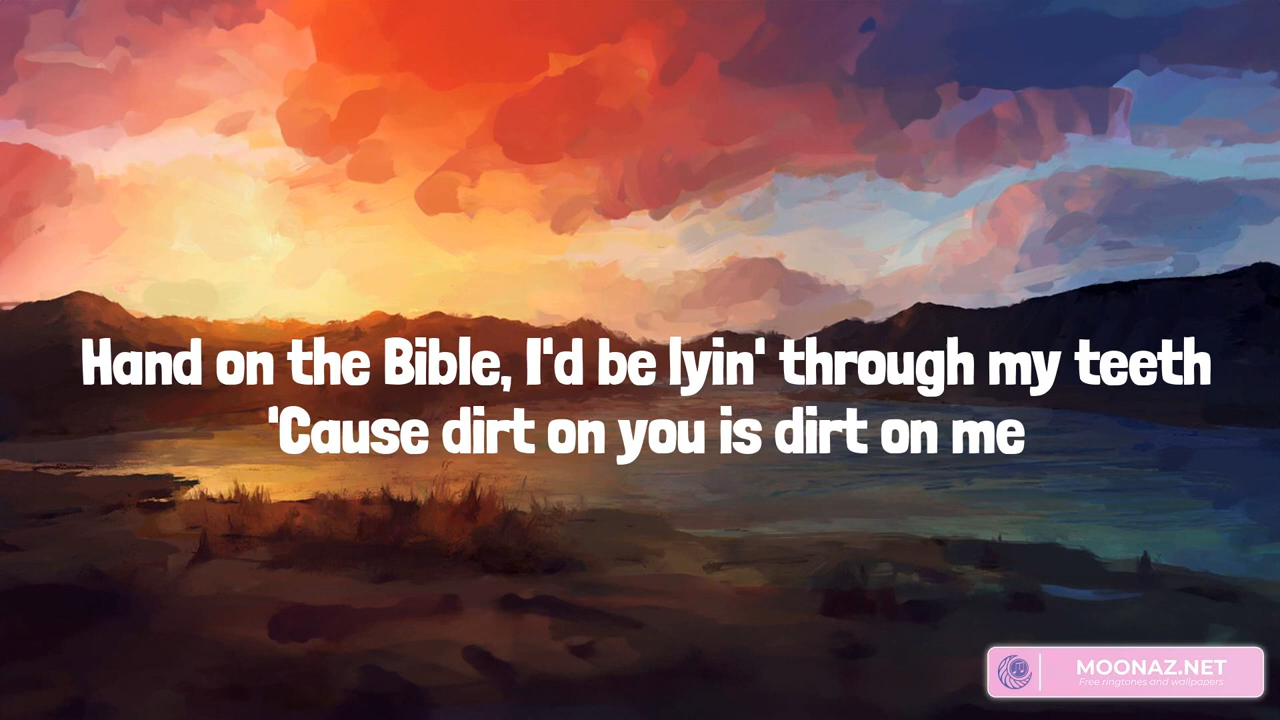 Hand on the Bible, I'd be lyin' through my teeth
'Cause dirt on you is dirt on me
MOONAZ.NET
Free ringtones and wallpapers